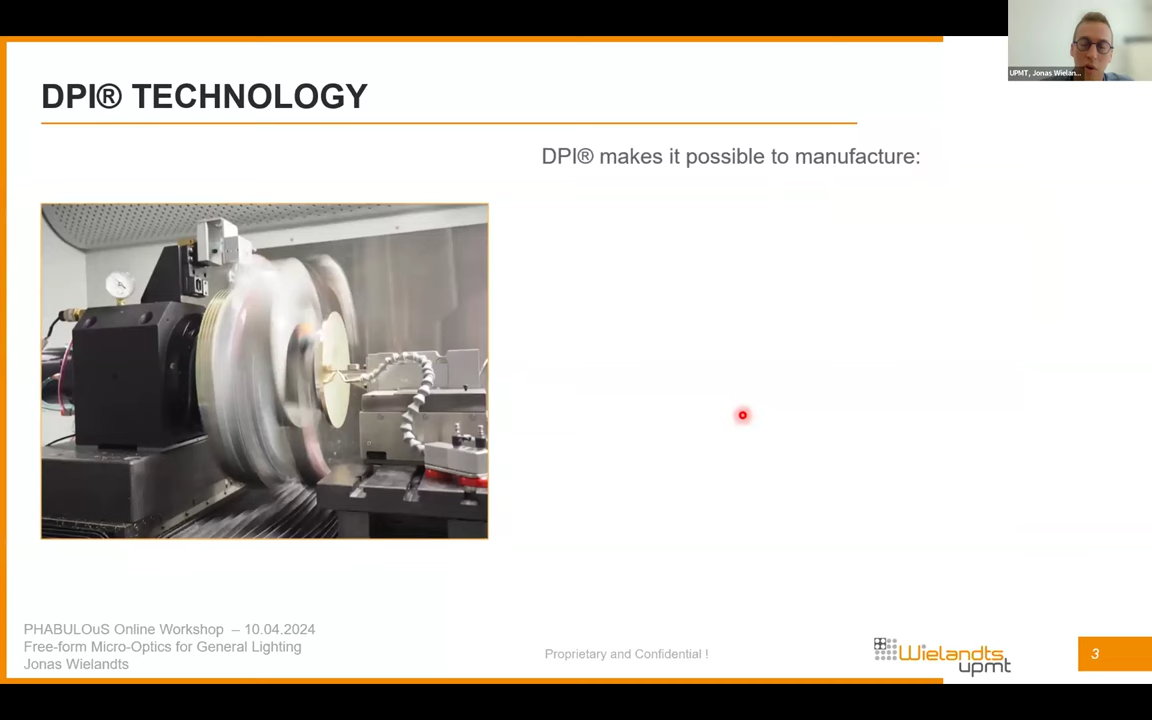 UPMT, Jonas Wielan...
DPI® TECHNOLOGY
DPI® makes it possible to manufacture:
PHABULOuS Online Workshop – 10.04.2024
Free-form Micro-Optics for General Lighting
Jonas Wielandts
Proprietary and Confidential !
Wielandts
upmt
3